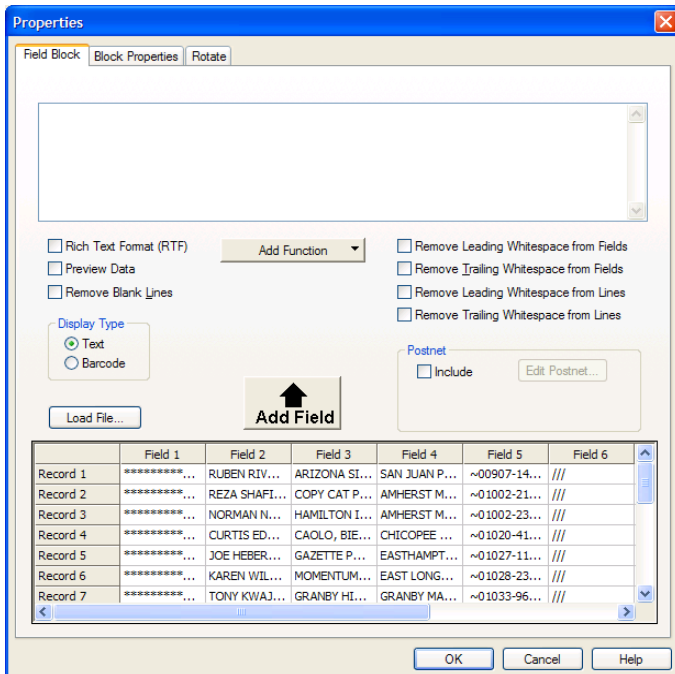 Properties
Field Block Block Properties Rotate
Rich Text Format (RTF)
Preview Data
Remove Blank Lines
Add Function
Remove Leading Whitespace from Fields
Remove Trailing Whitespace from Fields
Remove Leading Whitespace from Lines
Remove Trailing Whitespace from Lines
Display Type
Text
Barcode
Postnet
Include Edit Postnet...
Load File...
Add Field
Field 1 Field 2 Field 3 Field 4 Field 5 Field 6
Record 1 *********... RUBEN RIV... ARIZONA SI... SAN JUAN P... ~00907-14... ///
Record 2 *********... REZA SHAFI... COPY CAT P... AMHERST M... ~01002-21... ///
Record 3 *********... NORMAN N... HAMILTON I... AMHERST M... ~01002-23... ///
Record 4 *********... CURTIS ED... CAOLO, BIE... CHICOPEE ... ~01020-41... ///
Record 5 *********... JOE HEBER... GAZETTE P... EASTHAMPT... ~01027-11... ///
Record 6 *********... KAREN WIL... MOMENTUM... EAST LONG... ~01028-23... ///
Record 7 *********... TONY KWAJ... GRANBY HI... GRANBY MA... ~01033-96... ///
OK Cancel Help